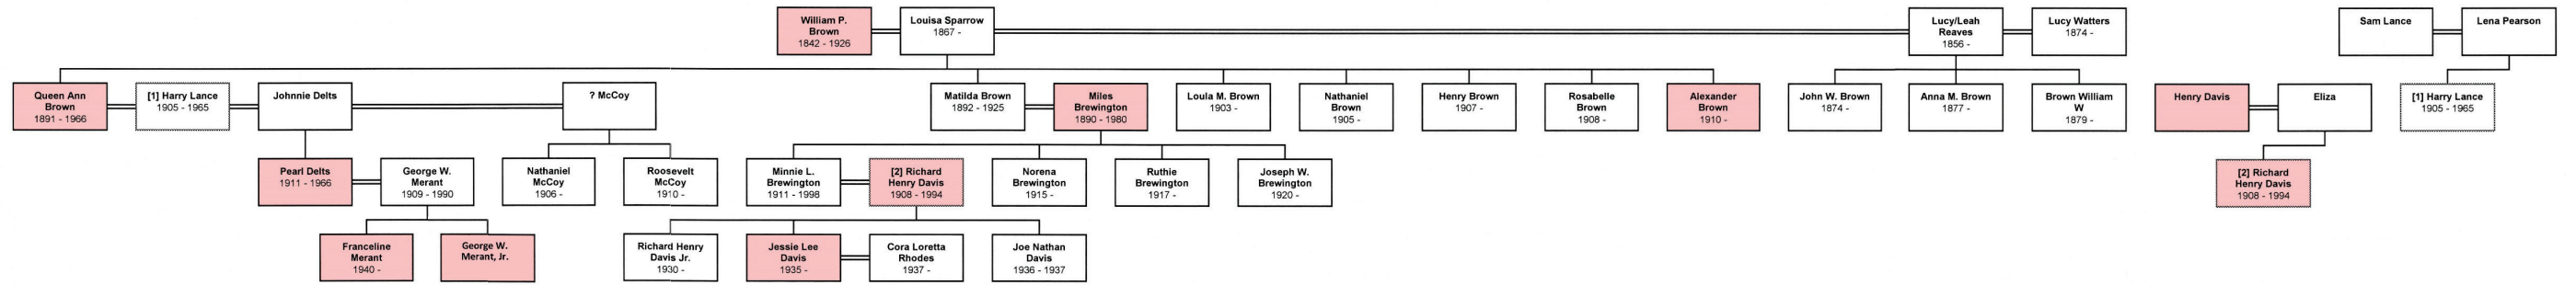 William P.
Brown
1842 - 1926
Louisa Sparrow
1867 -
Lucy/Leah
Reaves
1856 -
Lucy Watters
1874 -
Sam Lance
Lena Pearson
Queen Ann
Brown
1891 - 1966
[1] Harry Lance
1905 - 1965
Johnnie Delts
? McCoy
Matilda Brown
1892 - 1925
Miles
Brewington
1890 - 1980
Loula M. Brown
1903 -
Nathaniel
Brown
1905 -
Henry Brown
1907 -
Rosabelle
Brown
1908 -
Alexander
Brown
1910 -
John W. Brown
1874 -
Anna M. Brown
1877 -
Brown William
W
1879 -
Henry Davis
Eliza
[1] Harry Lance
1905 - 1965
Pearl Delts
1911 - 1966
George W.
Merant
1909 - 1990
Nathaniel
McCoy
1906 -
Roosevelt
McCoy
1910 -
Minnie L.
Brewington
1911 - 1998
[2] Richard
Henry Davis
1908 - 1994
Norena
Brewington
1915 -
Ruthie
Brewington
1917 -
Joseph W.
Brewington
1920 -
[2] Richard
Henry Davis
1908 - 1994
Franceline
Merant
1940 -
George W.
Merant, Jr.
Richard Henry
Davis Jr.
1930 -
Jessie Lee
Davis
1935 -
Cora Loretta
Rhodes
1937 -
Joe Nathan
Davis
1936 - 1937